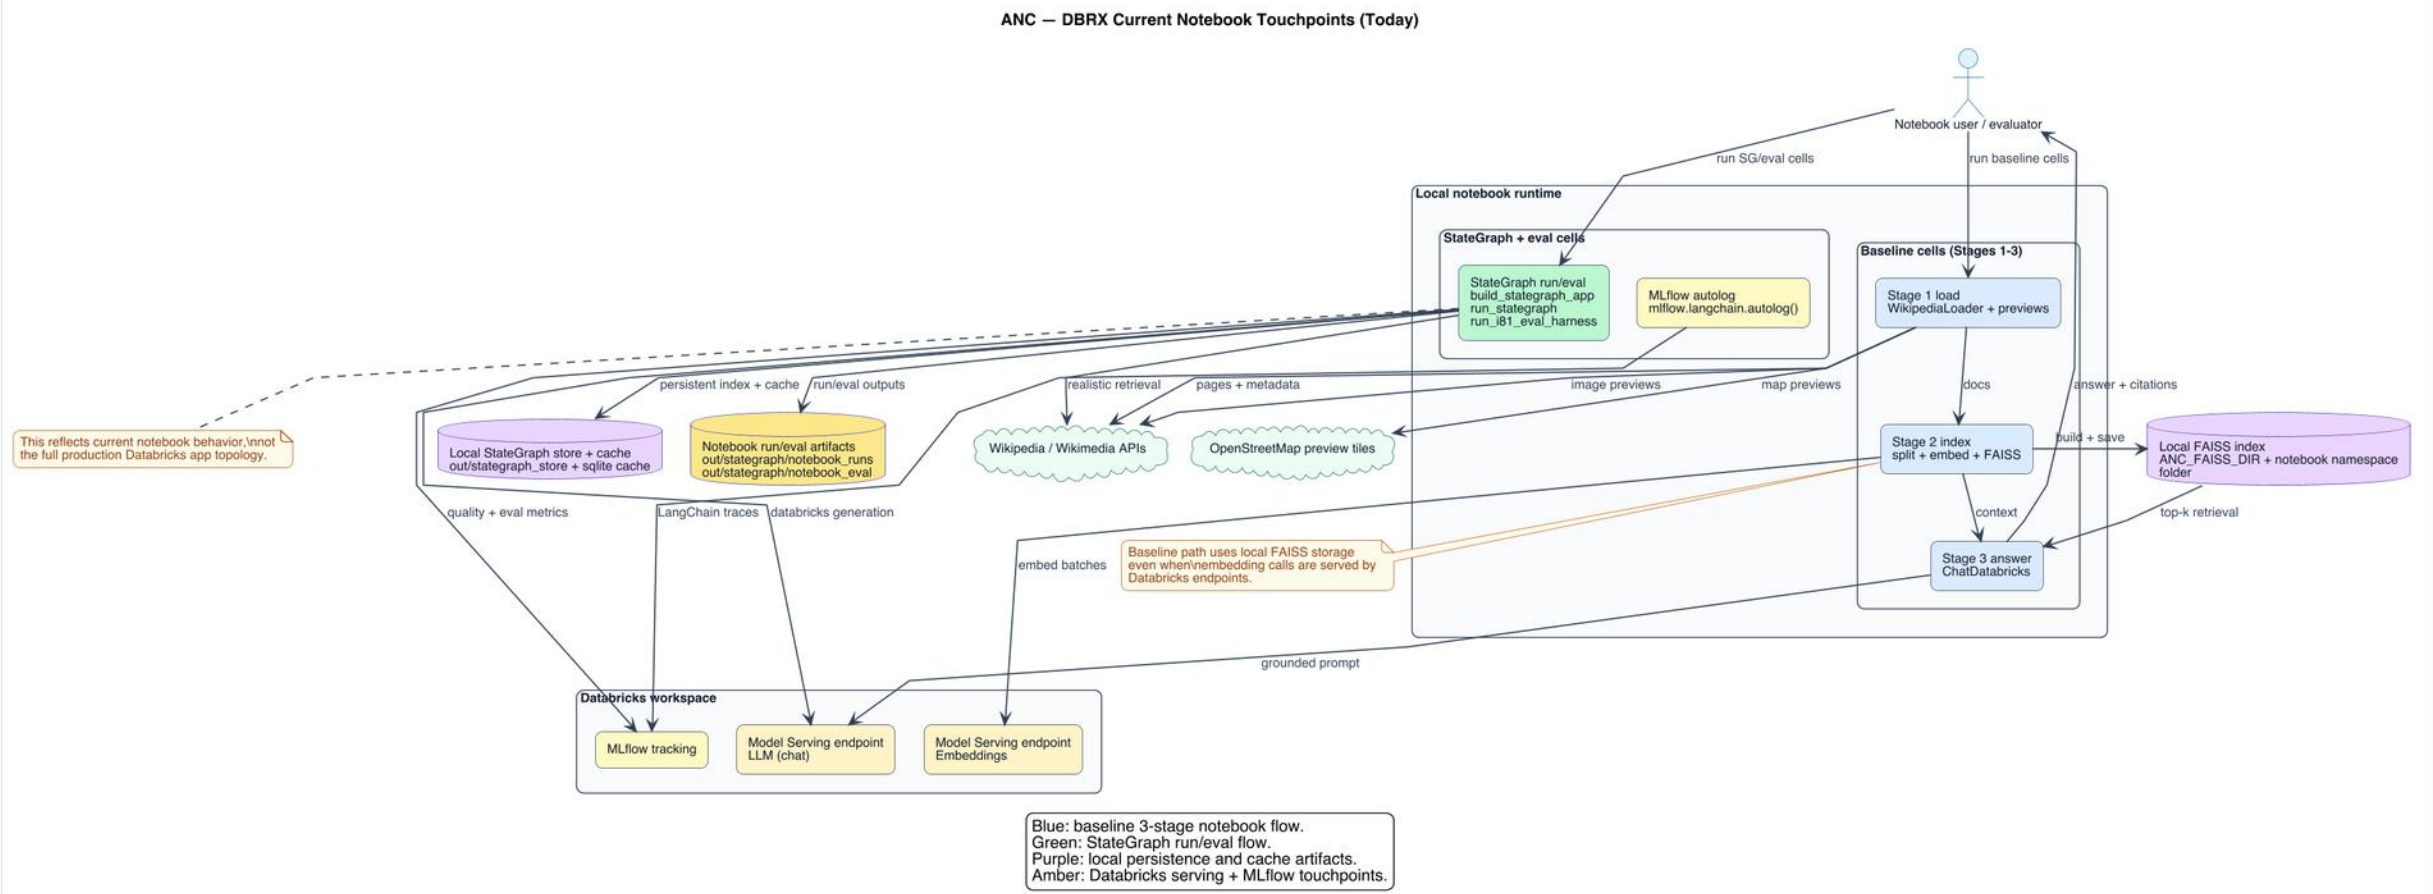 ANC — DBRX Current Notebook Touchpoints (Today)
Notebook user / evaluator
run SG/eval cells
run baseline cells
Local notebook runtime
StateGraph + eval cells
Baseline cells (Stages 1-3)
StateGraph run/eval
build_stategraph_app
run_stategraph
run_i81_eval_harness
MLflow autolog
mlflow.langchain.autolog()
Stage 1 load
WikipediaLoader + previews
persistent index + cache
run/eval outputs
realistic retrieval
pages + metadata
image previews
map previews
docs
answer + citations
This reflects current notebook behavior,\nnot
the full production Databricks app topology.
Local StateGraph store + cache
out/stategraph_store + sqlite cache
Notebook run/eval artifacts
out/stategraph/notebook_runs
out/stategraph/notebook_eval
Wikipedia / Wikimedia APIs
OpenStreetMap preview tiles
Stage 2 index
split + embed + FAISS
build + save
Local FAISS index
ANC_FAISS_DIR + notebook namespace
folder
quality + eval metrics
LangChain traces
databricks generation
context
top-k retrieval
embed batches
Baseline path uses local FAISS storage
even when\nembedding calls are served by
Databricks endpoints.
Stage 3 answer
ChatDatabricks
grounded prompt
Databricks workspace
MLflow tracking
Model Serving endpoint
LLM (chat)
Model Serving endpoint
Embeddings
Blue: baseline 3-stage notebook flow.
Green: StateGraph run/eval flow.
Purple: local persistence and cache artifacts.
Amber: Databricks serving + MLflow touchpoints.